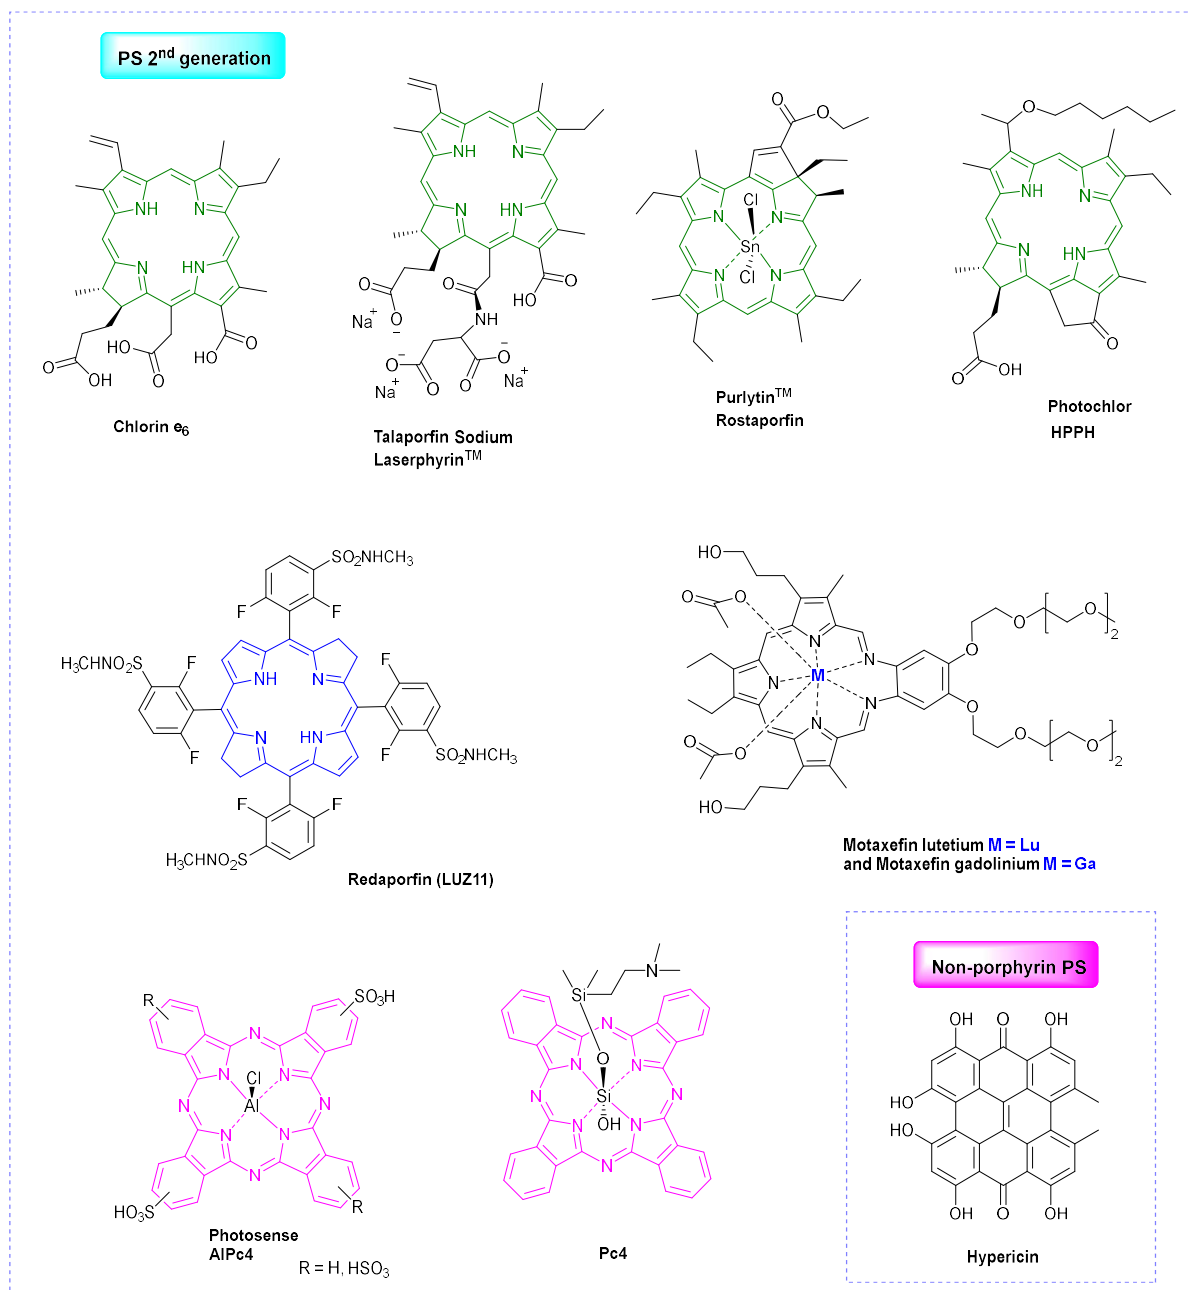 PS 2nd generation
NH
N
N
HN
O
OH
HO
O
HO
O
Chlorin e6
NH
N
N
HN
O
O−
Na+
O
NH
O
HO
O−
O
O
O−
Na+
Na+
Talaporfin Sodium
Laserphyrin™
O
O
Cl
N
N
Sn
N
N
Cl
Purlytin™
Rostaporfin
O
NH
N
N
HN
O
O
OH
Photochlor
HPPH
SO2NHCH3
F
F
H3CHNO2S
F
F
NH
N
N
HN
F
F
SO2NHCH3
F
F
H3CHNO2S
Redaporfin (LUZ11)
HO
O
O
N
N
N
M
N
N
O
O
HO
O
O
O
2
O
O
O
2
Motaxefin lutetium M = Lu
and Motaxefin gadolinium M = Ga
R
SO3H
N
N
N
Cl
N
Al
N
N
N
N
HO3S
R
Photosense
AlPc4
R = H, HSO3
N
Si
O
N
N
N
N
Si
N
N
OH
N
N
Pc4
Non-porphyrin PS
OH
O
OH
HO
HO
OH
O
OH
Hypericin